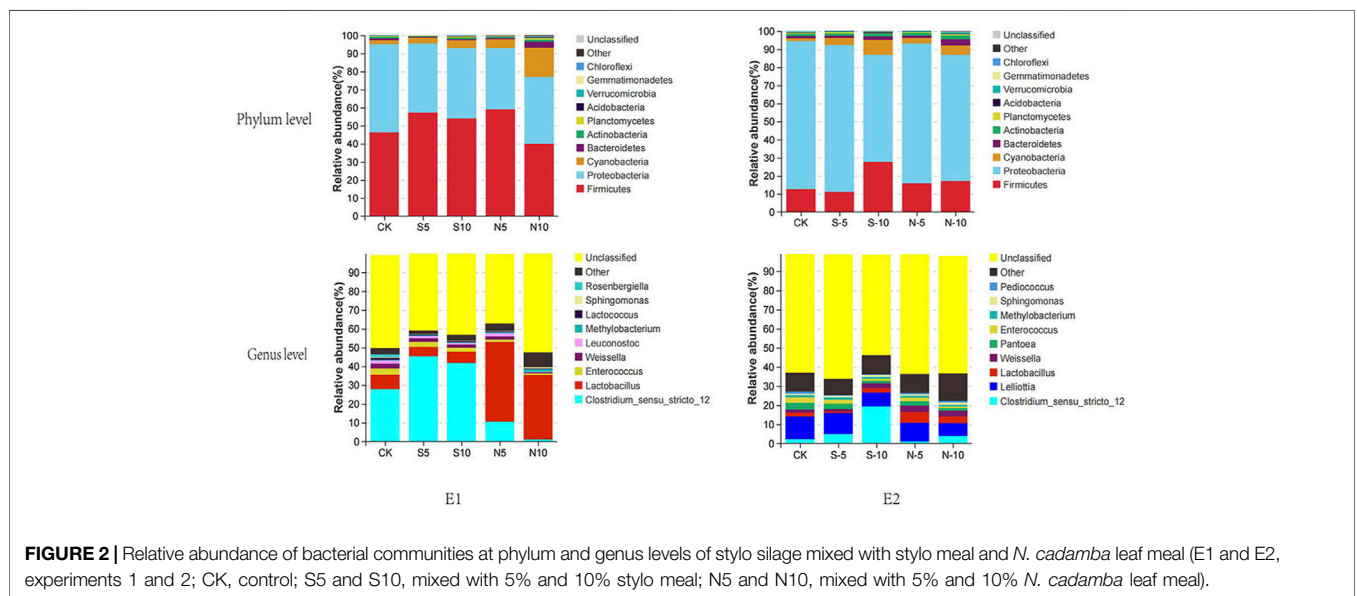 Phylum level
Relative abundance(%)
100
90
80
70
60
50
40
30
20
10
0
CK S5 S10 N5 N10
Unclassified
Other
Chloroflexi
Gemmatimonadetes
Verrucomicrobia
Acidobacteria
Planctomycetes
Actinobacteria
Bacteroidetes
Cyanobacteria
Proteobacteria
Firmicutes
Relative abundance(%)
100
90
80
70
60
50
40
30
20
10
0
CK S-5 S-10 N-5 N-10
Unclassified
Other
Chloroflexi
Gemmatimonadetes
Verrucomicrobia
Acidobacteria
Planctomycetes
Actinobacteria
Bacteroidetes
Cyanobacteria
Proteobacteria
Firmicutes
Genus level
Relative abundance(%)
90
80
70
60
50
40
30
20
10
0
CK S5 S10 N5 N10
Unclassified
Other
Rosenbergiella
Sphingomonas
Lactococcus
Methylobacterium
Leuconostoc
Weissella
Enterococcus
Lactobacillus
Clostridium_sensu_stricto_12
E1
Relative abundance(%)
90
80
70
60
50
40
30
20
10
0
CK S-5 S-10 N-5 N-10
Unclassified
Other
Pediococcus
Sphingomonas
Methylobacterium
Enterococcus
Pantoea
Weissella
Lactobacillus
Lelliottia
Clostridium_sensu_stricto_12
E2
FIGURE 2 | Relative abundance of bacterial communities at phylum and genus levels of stylo silage mixed with stylo meal and N. cadamba leaf meal (E1 and E2,
experiments 1 and 2; CK, control; S5 and S10, mixed with 5% and 10% stylo meal; N5 and N10, mixed with 5% and 10% N. cadamba leaf meal).